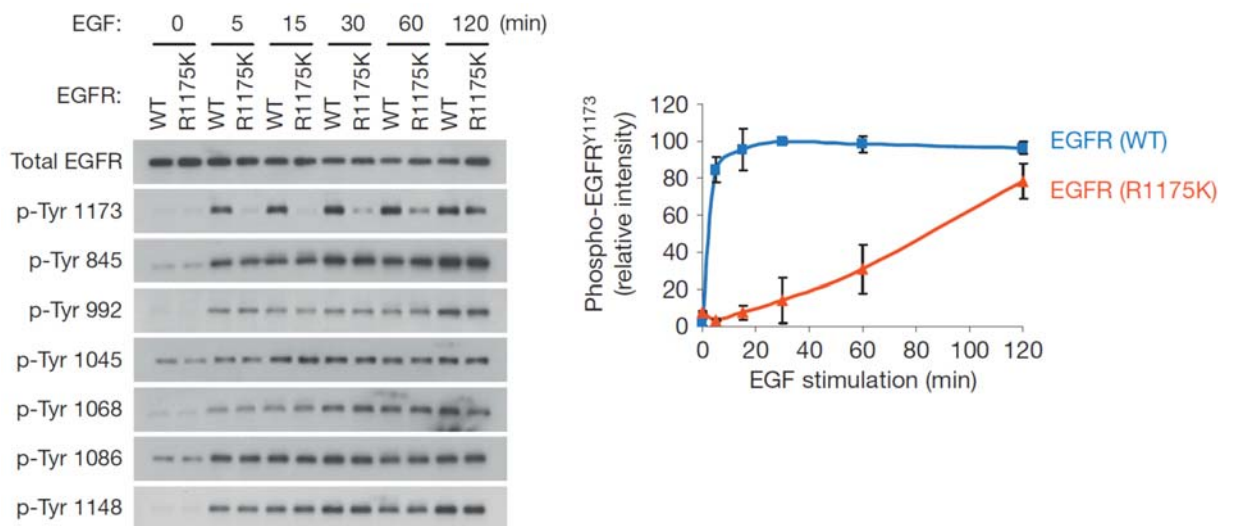 EGF: 0 5 15 30 60 120 (min)
EGFR: WT R1175K WT R1175K WT R1175K WT R1175K WT R1175K WT R1175K
Total EGFR
p-Tyr 1173
p-Tyr 845
p-Tyr 992
p-Tyr 1045
p-Tyr 1068
p-Tyr 1086
p-Tyr 1148
Phospho-EGFR^Y1173
(relative intensity)
120
100
80
60
40
20
0
0 20 40 60 80 100 120
EGF stimulation (min)
EGFR (WT)
EGFR (R1175K)